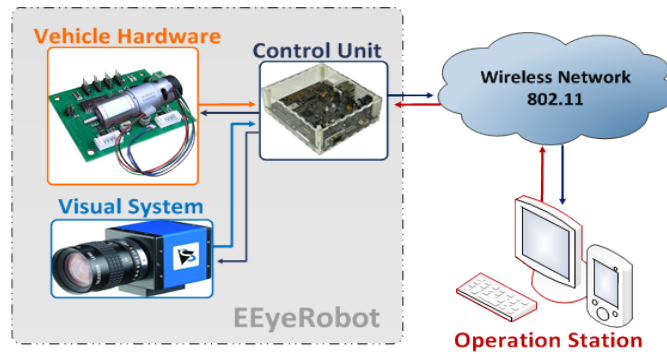 Vehicle Hardware
Control Unit
Wireless Network
802.11
Visual System
EEyeRobot
Operation Station